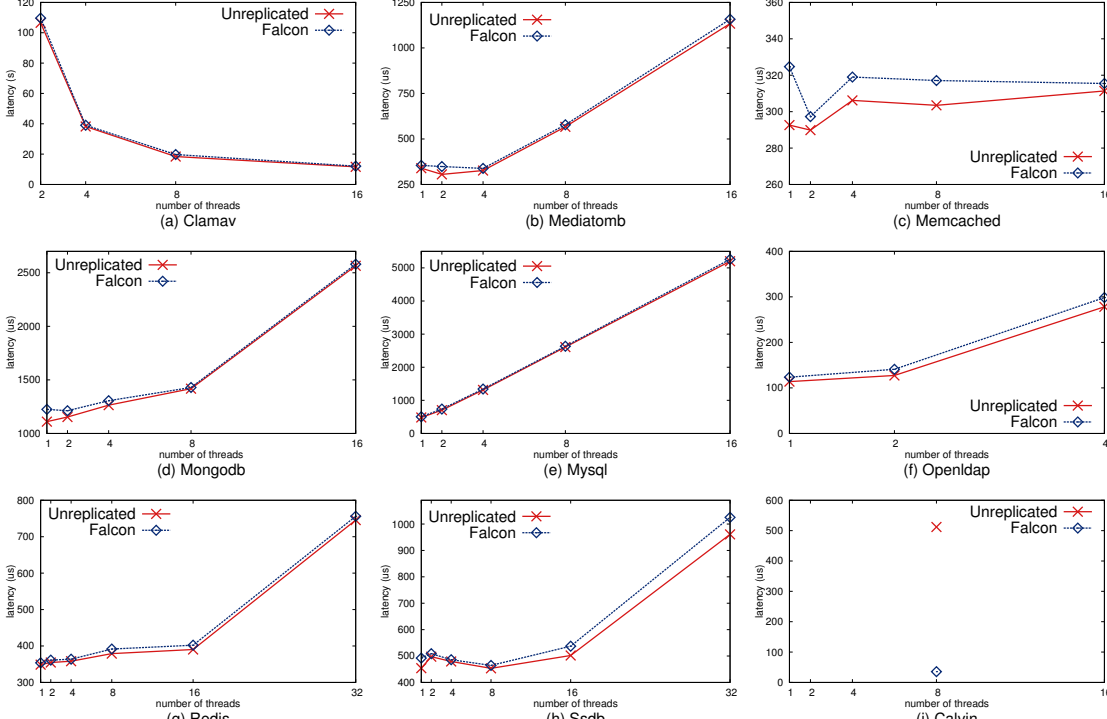 120
100
80
60
40
20
0
latency (s)
Unreplicated
Falcon
2 4 8 16
number of threads
(a) Clamav
1250
1000
750
500
250
latency (us)
Unreplicated
Falcon
1 2 4 8 16
number of threads
(b) Mediatomb
360
340
320
300
280
260
latency (us)
Unreplicated
Falcon
1 2 4 8 16
number of threads
(c) Memcached
2500
2000
1500
1000
latency (us)
Unreplicated
Falcon
1 2 4 8 16
number of threads
(d) Mongodb
5000
4000
3000
2000
1000
0
latency (us)
Unreplicated
Falcon
1 2 4 8 16
number of threads
(e) Mysql
400
300
200
100
0
latency (us)
Unreplicated
Falcon
1 2 4
number of threads
(f) Openldap
800
700
600
500
400
300
latency (us)
Unreplicated
Falcon
1 2 4 8 16 32
number of threads
(g) Redis
1000
900
800
700
600
500
400
latency (us)
Unreplicated
Falcon
1 2 4 8 16 32
number of threads
(h) Ssdb
600
500
400
300
200
100
0
latency (us)
Unreplicated
Falcon
1 2 4 8 16
number of threads
(i) Calvin